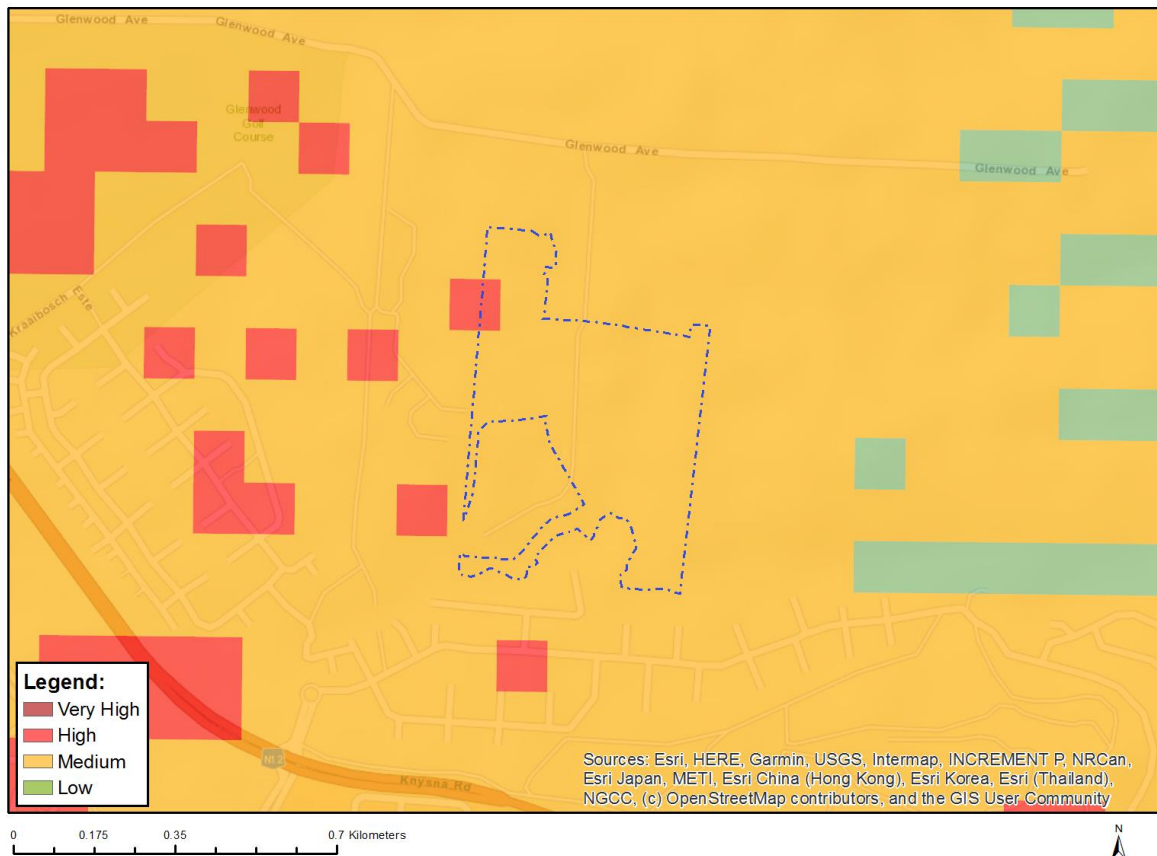 Glenwood Ave
Glenwood Ave
Glenwood
Golf
Course
Glenwood Ave
Glenwood Ave
Kraaibosch Este
N12
Knysna Rd
Legend:
Very High
High
Medium
Low
Sources: Esri, HERE, Garmin, USGS, Intermap, INCREMENT P, NRCan,
Esri Japan, METI, Esri China (Hong Kong), Esri Korea, Esri (Thailand),
NGCC, (c) OpenStreetMap contributors, and the GIS User Community
0 0.175 0.35 0.7 Kilometers
N